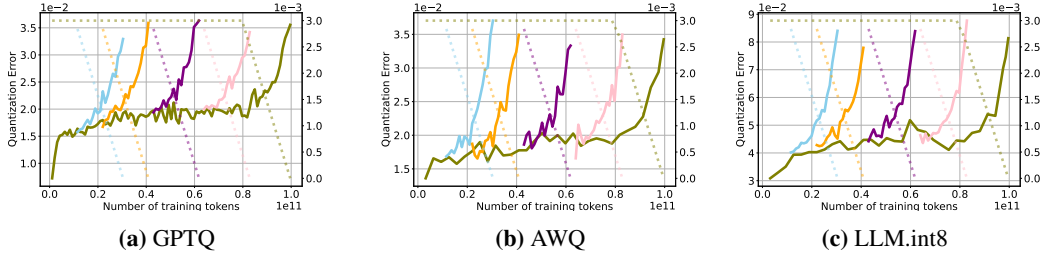 1e−2 1e−3
Quantization Error
3.5
3.0
2.5
2.0
1.5
1.0
3.0
2.5
2.0
1.5
1.0
0.5
0.0
0.0 0.2 0.4 0.6 0.8 1.0
Number of training tokens 1e11
(a) GPTQ
1e−2 1e−3
Quantization Error
3.5
3.0
2.5
2.0
1.5
3.0
2.5
2.0
1.5
1.0
0.5
0.0
0.0 0.2 0.4 0.6 0.8 1.0
Number of training tokens 1e11
(b) AWQ
1e−2 1e−3
Quantization Error
9
8
7
6
5
4
3
3.0
2.5
2.0
1.5
1.0
0.5
0.0
0.0 0.2 0.4 0.6 0.8 1.0
Number of training tokens 1e11
(c) LLM.int8